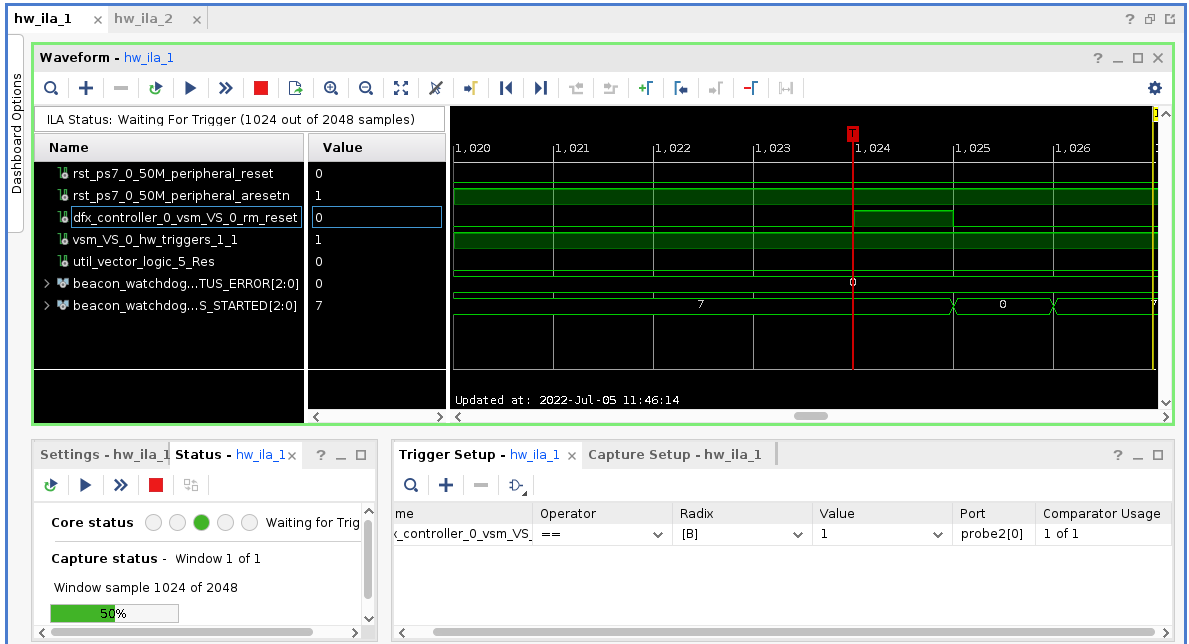 hw_ila_1 × hw_ila_2 × ?
Dashboard Options
Waveform - hw_ila_1 ?
ILA Status: Waiting For Trigger (1024 out of 2048 samples)
Name Value
1,020 1,021 1,022 1,023 1,024 1,025 1,026
T
rst_ps7_0_50M_peripheral_reset 0
rst_ps7_0_50M_peripheral_aresetn 1
dfx_controller_0_vsm_VS_0_rm_reset 0
vsm_VS_0_hw_triggers_1_1 1
util_vector_logic_5_Res 0
beacon_watchdog...TUS_ERROR[2:0] 0 0
beacon_watchdog...S_STARTED[2:0] 7 7 0 7
Updated at: 2022-Jul-05 11:46:14
Settings - hw_ila_1 Status - hw_ila_1 × ?
Core status Waiting for Trig
Capture status - Window 1 of 1
Window sample 1024 of 2048
50%
Trigger Setup - hw_ila_1 × Capture Setup - hw_ila_1 ?
me Operator Radix Value Port Comparator Usage
_controller_0_vsm_VS_ == [B] 1 probe2[0] 1 of 1